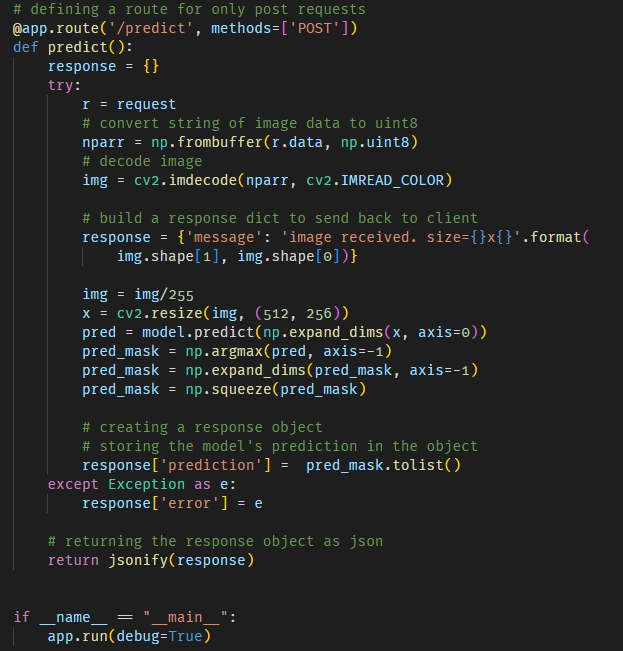 # defining a route for only post requests
@app.route('/predict', methods=['POST'])
def predict():
    response = {}
    try:
        r = request
        # convert string of image data to uint8
        nparr = np.frombuffer(r.data, np.uint8)
        # decode image
        img = cv2.imdecode(nparr, cv2.IMREAD_COLOR)

        # build a response dict to send back to client
        response = {'message': 'image received. size={}x{}'.format(
            img.shape[1], img.shape[0])}

        img = img/255
        x = cv2.resize(img, (512, 256))
        pred = model.predict(np.expand_dims(x, axis=0))
        pred_mask = np.argmax(pred, axis=-1)
        pred_mask = np.expand_dims(pred_mask, axis=-1)
        pred_mask = np.squeeze(pred_mask)

        # creating a response object
        # storing the model's prediction in the object
        response['prediction'] =  pred_mask.tolist()
    except Exception as e:
        response['error'] = e

    # returning the response object as json
    return jsonify(response)


if __name__ == "__main__":
    app.run(debug=True)